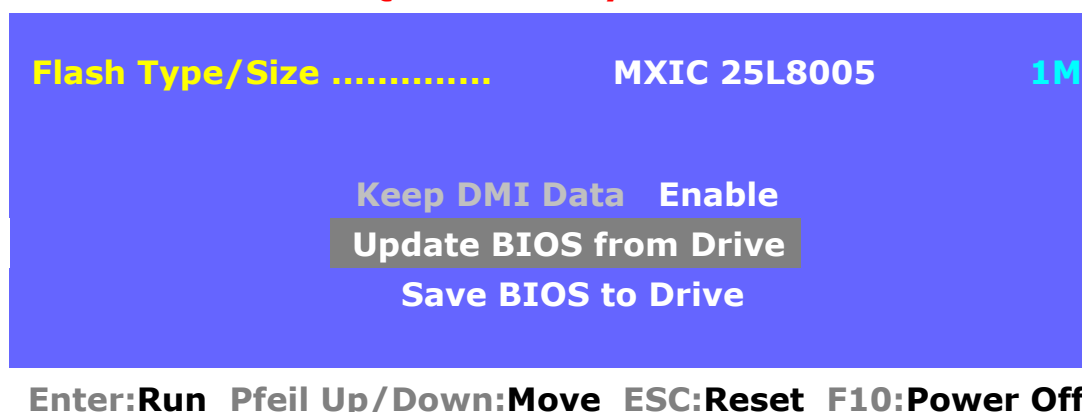 Flash Type/Size .............. MXIC 25L8005 1M
Keep DMI Data Enable
Update BIOS from Drive
Save BIOS to Drive
Enter:Run Pfeil Up/Down:Move ESC:Reset F10:Power Off